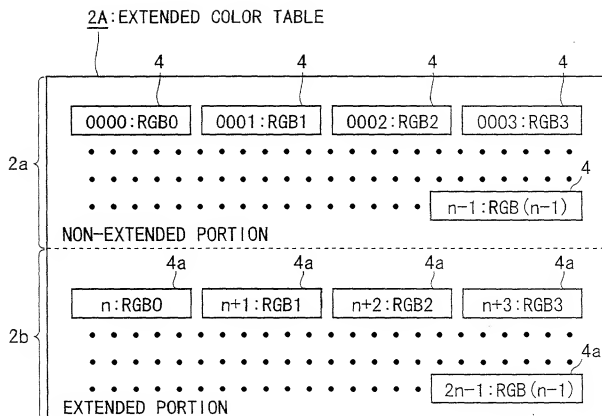 2A:EXTENDED COLOR TABLE
4 4 4 4
0000:RGB0 0001:RGB1 0002:RGB2 0003:RGB3
2a
4
n-1:RGB(n-1)
NON-EXTENDED PORTION
4a 4a 4a 4a
n:RGB0 n+1:RGB1 n+2:RGB2 n+3:RGB3
2b
4a
2n-1:RGB(n-1)
EXTENDED PORTION